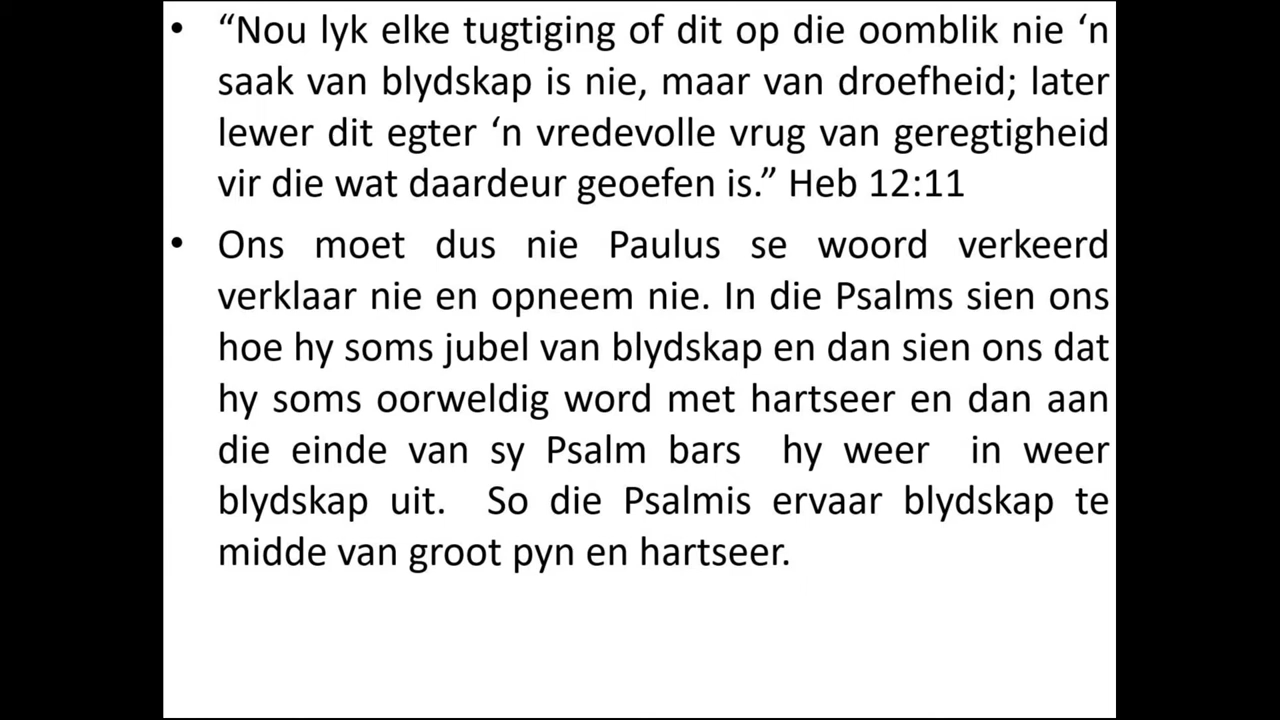 • “Nou lyk elke tugtiging of dit op die oomblik nie ‘n
saak van blydskap is nie, maar van droefheid; later
lewer dit egter ‘n vredevolle vrug van geregtigheid
vir die wat daardeur geoefen is.” Heb 12:11
• Ons moet dus nie Paulus se woord verkeerd
verklaar nie en opneem nie. In die Psalms sien ons
hoe hy soms jubel van blydskap en dan sien ons dat
hy soms oorweldig word met hartseer en dan aan
die einde van sy Psalm bars hy weer in weer
blydskap uit. So die Psalmis ervaar blydskap te
midde van groot pyn en hartseer.